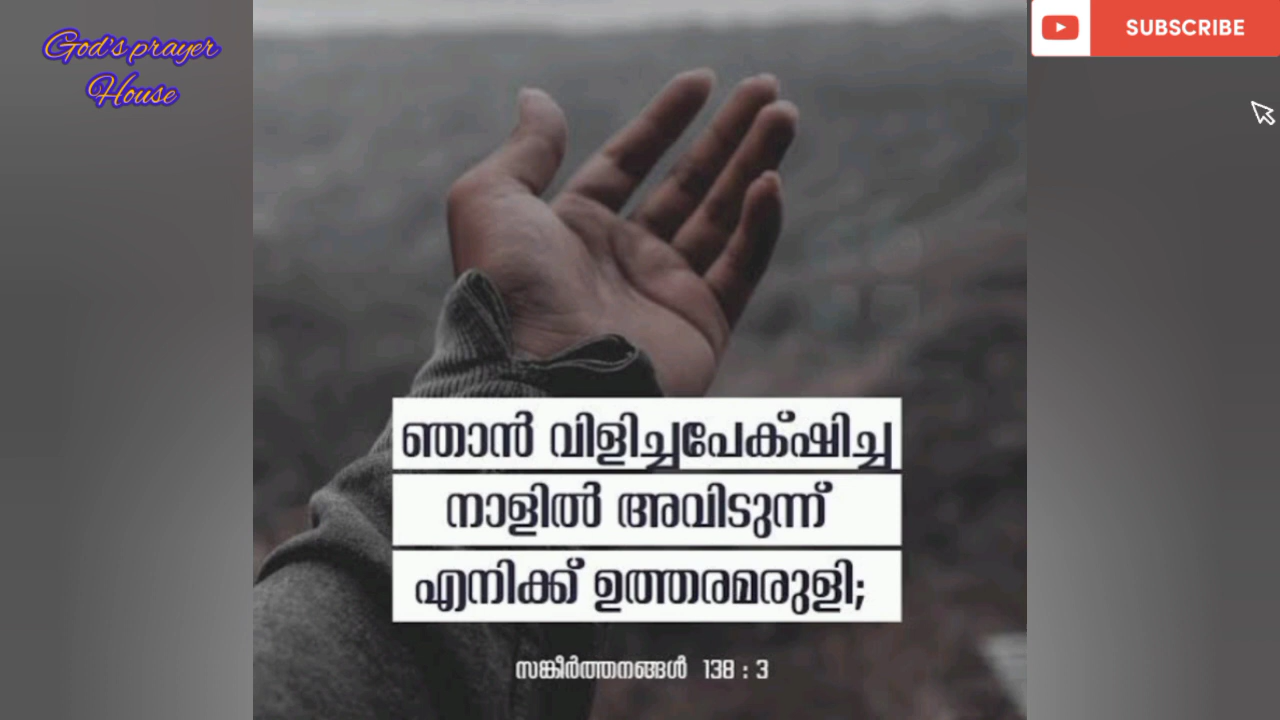 God's prayer
House
SUBSCRIBE
ഞാൻ വിളിച്ചപേക്‌ഷിച്ച
നാളിൽ അവിടുന്ന്
എനിക്ക് ഉത്തരമരുളി;
സങ്കീർത്തനങ്ങൾ 138 : 3